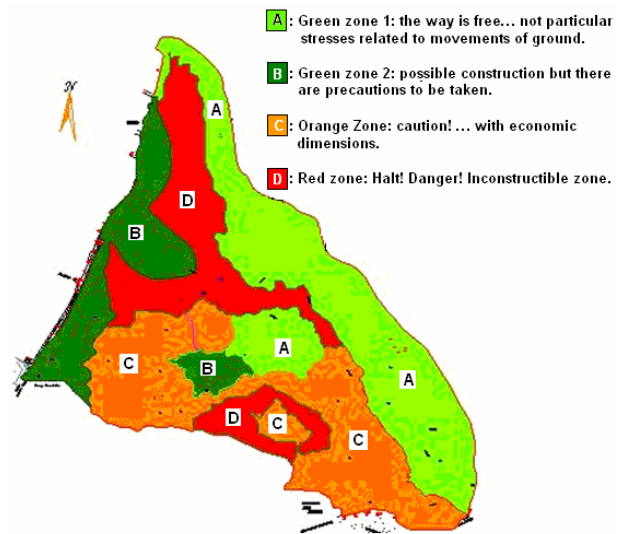 A : Green zone 1: the way is free... not particular
stresses related to movements of ground.
B : Green zone 2: possible construction but there
are precautions to be taken.
C : Orange Zone: caution! ... with economic
dimensions.
D : Red zone: Halt! Danger! Inconstructible zone.
N
A
D
B
A
C
B
A
D
C
C